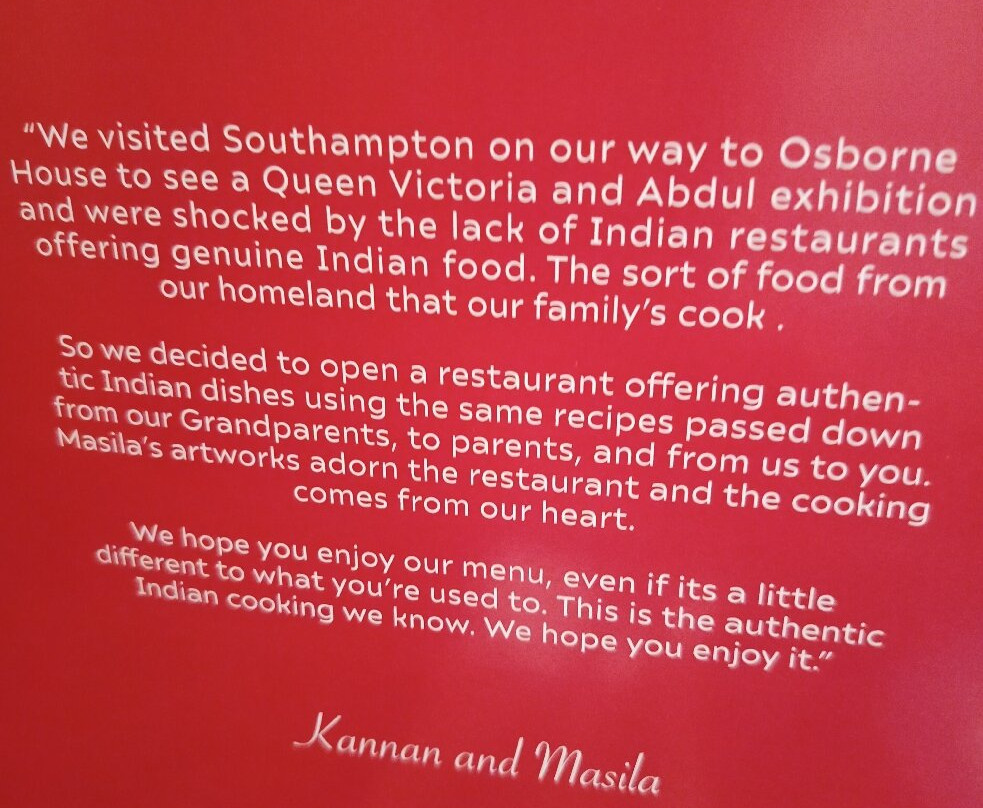 “We visited Southampton on our way to Osborne
House to see a Queen Victoria and Abdul exhibition
and were shocked by the lack of Indian restaurants
offering genuine Indian food. The sort of food from
our homeland that our family’s cook .
So we decided to open a restaurant offering authen-
tic Indian dishes using the same recipes passed down
from our Grandparents, to parents, and from us to you.
Masila’s artworks adorn the restaurant and the cooking
comes from our heart.
We hope you enjoy our menu, even if its a little
different to what you’re used to. This is the authentic
Indian cooking we know. We hope you enjoy it.”
Kannan and Masila